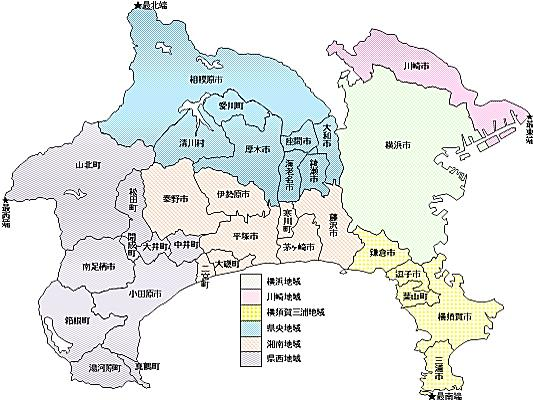 ★最北端
川崎市
相模原市
愛川町
★最東端
清川村
厚木市
座間市
大和市
横浜市
海老名市
綾瀬市
山北町
松田町
秦野市
伊勢原市
★最西端
寒川町
藤沢市
開成町
大井町
中井町
平塚市
茅ヶ崎市
鎌倉市
南足柄市
二宮町
大磯町
逗子市
小田原市
葉山町
箱根町
横須賀市
湯河原町
真鶴町
三浦市
★最南端
横浜地域
川崎地域
横須賀三浦地域
県央地域
湘南地域
県西地域